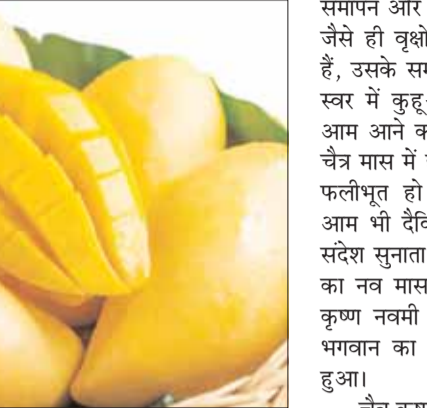 समापन और
जैसे ही वृक्षो
हैं, उसके सम
स्वर में कुहू
आम आने क
चैत्र मास में
फलीभूत हो
आम भी दैवि
संदेश सुनाता
का नव मास
कृष्ण नवमी
भगवान का
हुआ।